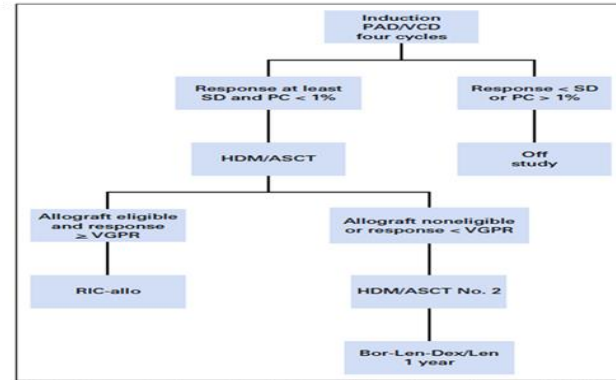 Induction
PAD/VCD
four cycles
Response at least
SD and PC < 1%
Response < SD
or PC > 1%
HDM/ASCT
Off
study
Allograft eligible
and response
≥ VGPR
Allograft noneligible
or response < VGPR
RIC-allo
HDM/ASCT No. 2
Bor-Len-Dex/Len
1 year